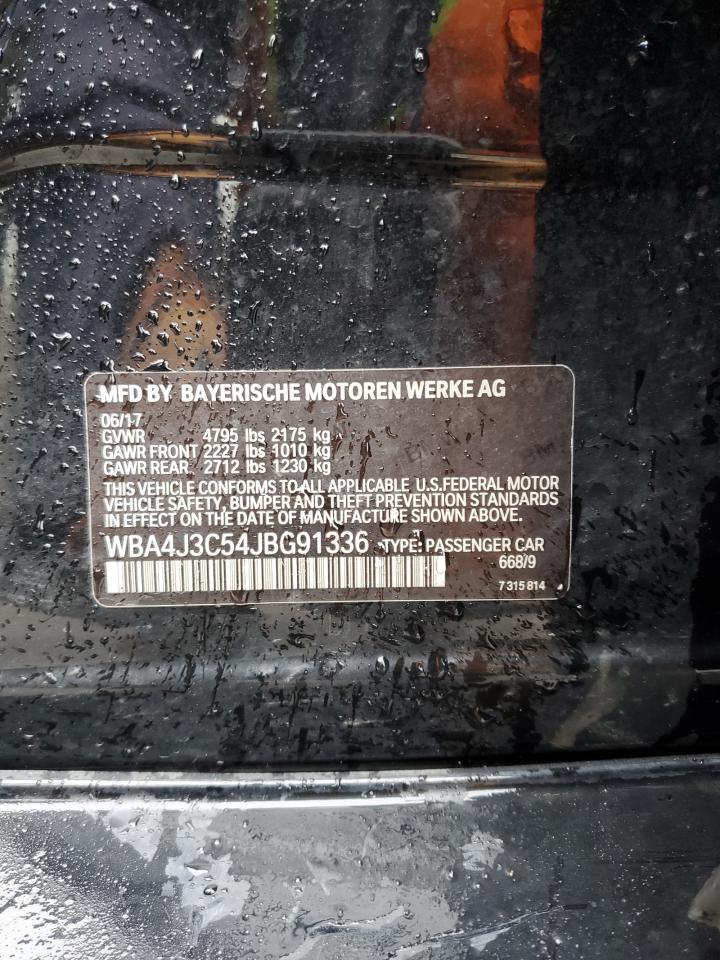 MFD BY BAYERISCHE MOTOREN WERKE AG
06/17
GVWR 4795 lbs 2175 kg
GAWR FRONT 2227 lbs 1010 kg
GAWR REAR 2712 lbs 1230 kg
THIS VEHICLE CONFORMS TO ALL APPLICABLE U.S.FEDERAL MOTOR
VEHICLE SAFETY, BUMPER AND THEFT PREVENTION STANDARDS
IN EFFECT ON THE DATE OF MANUFACTURE SHOWN ABOVE.
WBA4J3C54JBG91336 TYPE: PASSENGER CAR
668/9
7 315 814